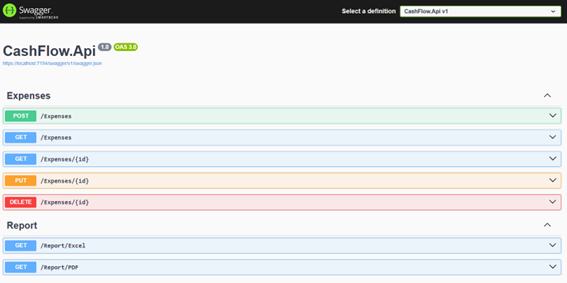 Swagger
Supported by SMARTBEAR
Select a definition
CashFlow.Api v1
CashFlow.Api 1.0 OAS 3.0
https://localhost:7194/swagger/v1/swagger.json
Expenses
POST /Expenses
GET /Expenses
GET /Expenses/{id}
PUT /Expenses/{id}
DELETE /Expenses/{id}
Report
GET /Report/Excel
GET /Report/PDF